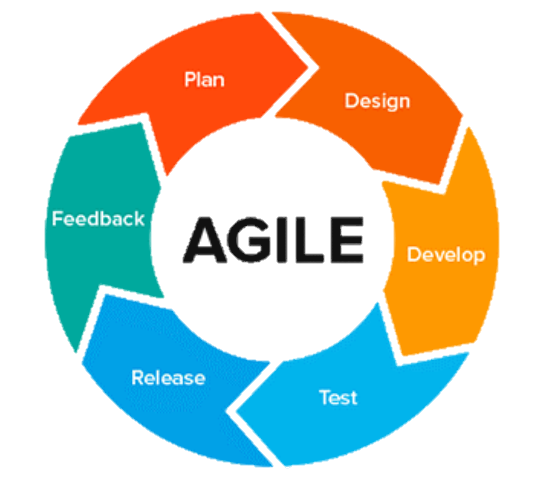 Plan
Design
Develop
Test
Release
Feedback
AGILE